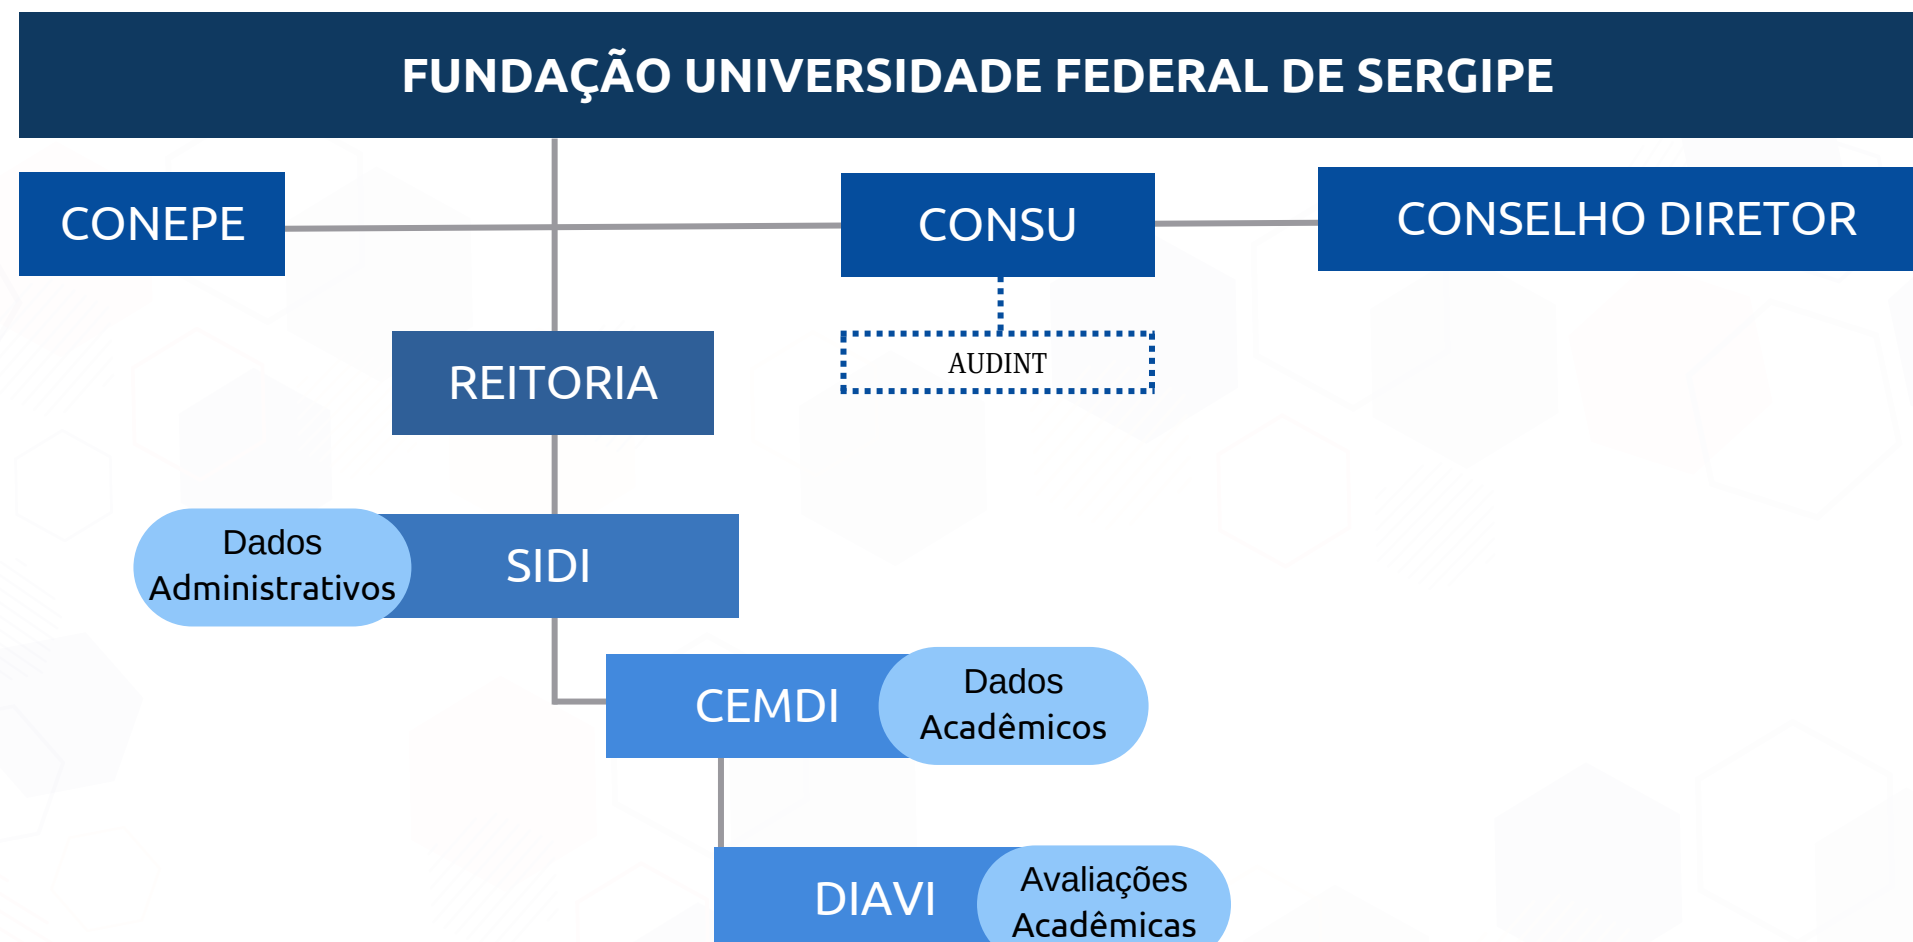 FUNDAÇÃO UNIVERSIDADE FEDERAL DE SERGIPE
CONEPE
CONSU
CONSELHO DIRETOR
AUDINT
REITORIA
Dados
Administrativos
SIDI
CEMDI
Dados
Acadêmicos
DIAVI
Avaliações
Acadêmicas